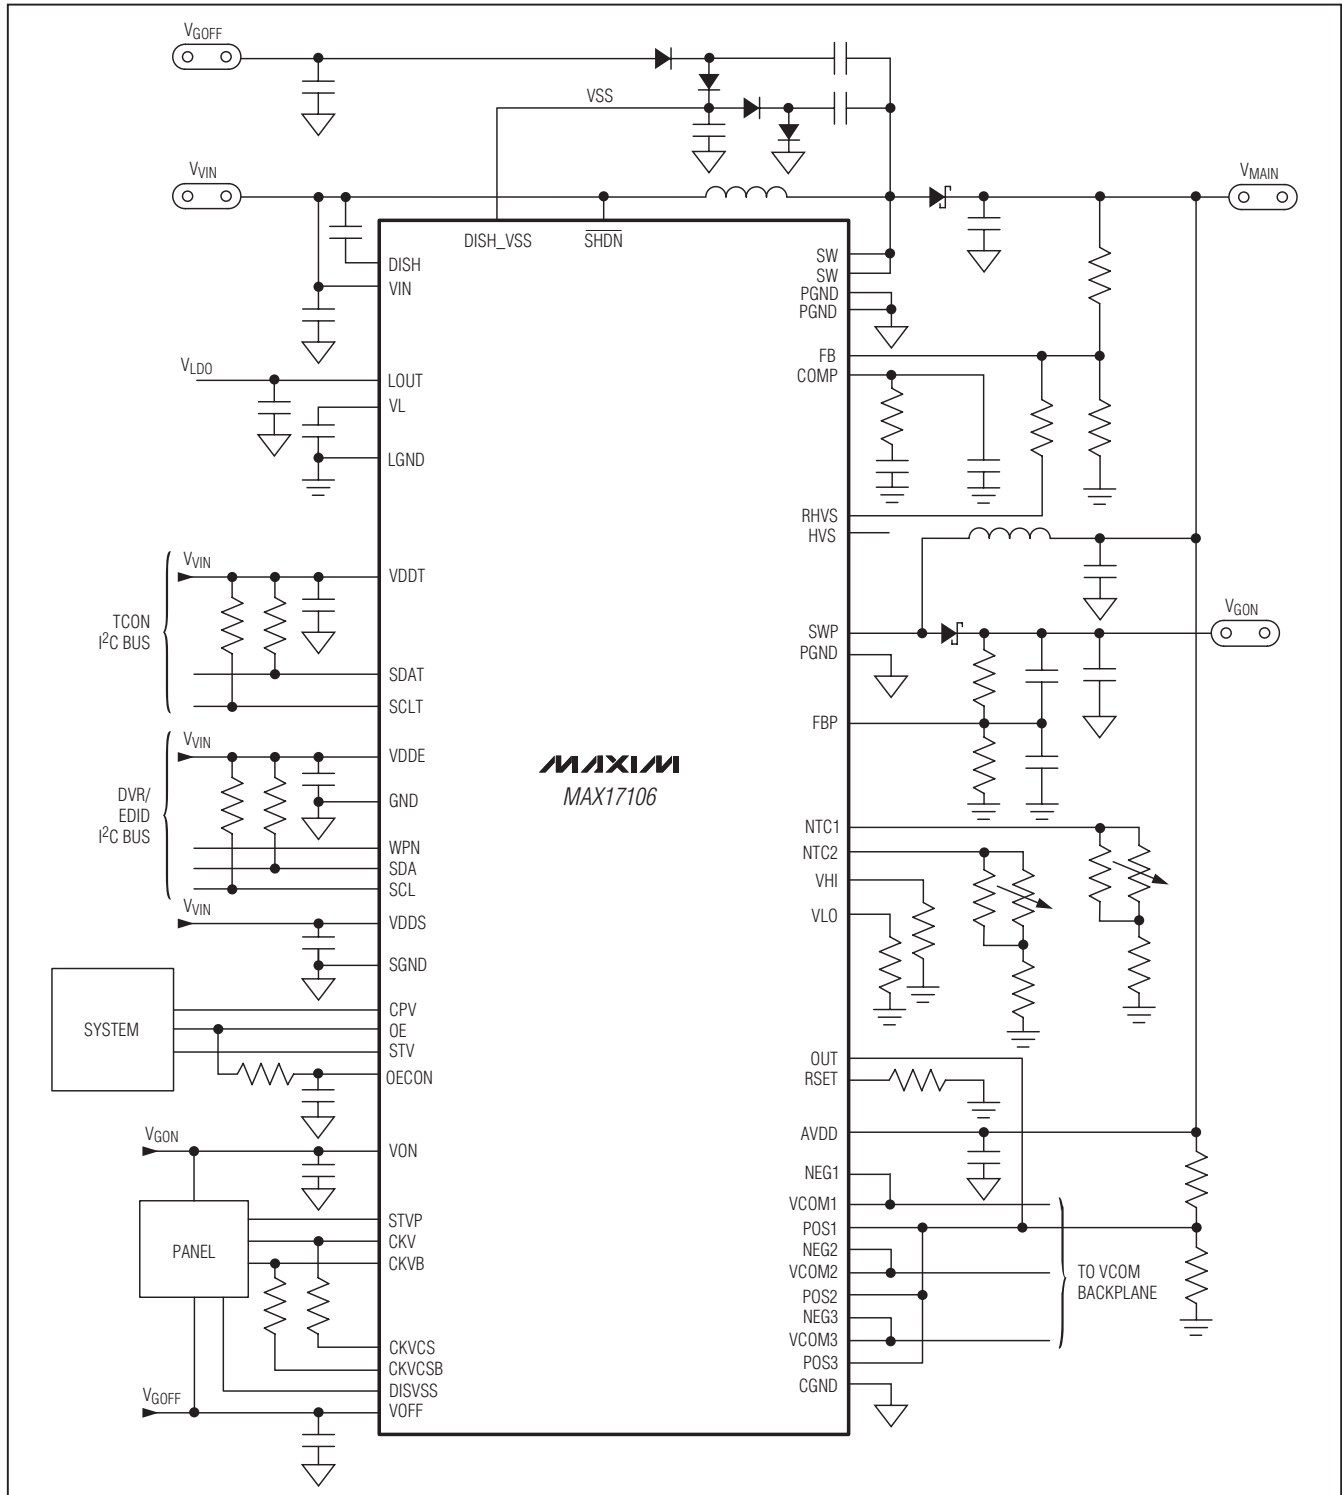 VGOFF
VSS
VVIN
VMAIN
DISH_VSS
SHDN
DISH
VIN
SW
SW
PGND
PGND
VLDO
LOUT
VL
LGND
FB
COMP
RHVS
HVS
VVIN
VDDT
TCON
I2C BUS
SDAT
SCLT
VGON
SWP
PGND
FBP
VVIN
VDDE
DVR/
EDID
I2C BUS
GND
WPN
SDA
SCL
MAXIM
MAX17106
NTC1
NTC2
VHI
VLO
VVIN
VDDS
SGND
SYSTEM
CPV
OE
STV
OECON
OUT
RSET
AVDD
VGON
VON
NEG1
VCOM1
POS1
NEG2
VCOM2
POS2
NEG3
VCOM3
POS3
CGND
TO VCOM
BACKPLANE
PANEL
STVP
CKV
CKVB
CKVCS
CKVCSB
DISVSS
VGOFF
VOFF